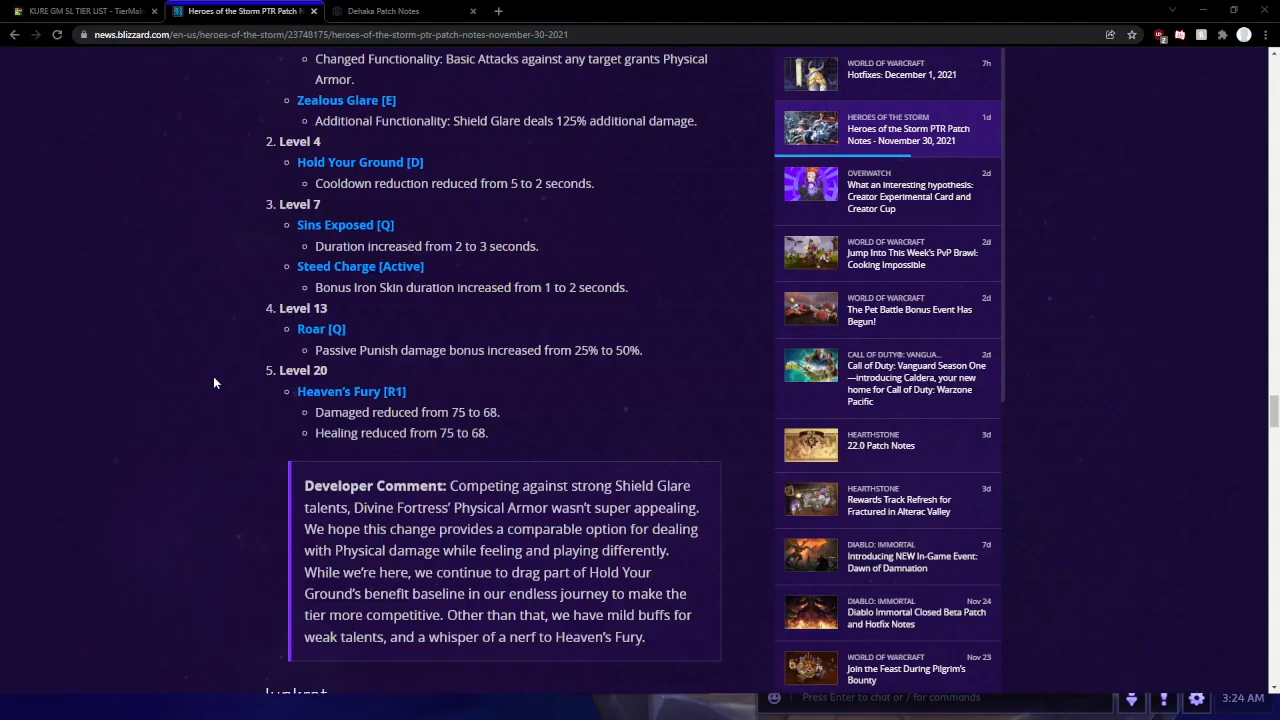 KURE GM SL TIER LIST - TierMak
Heroes of the Storm PTR Patch N
Dehaka Patch Notes
news.blizzard.com/en-us/heroes-of-the-storm/23748175/heroes-of-the-storm-ptr-patch-notes-november-30-2021
Changed Functionality: Basic Attacks against any target grants Physical
Armor.
Zealous Glare [E]
Additional Functionality: Shield Glare deals 125% additional damage.
2. Level 4
Hold Your Ground [D]
Cooldown reduction reduced from 5 to 2 seconds.
3. Level 7
Sins Exposed [Q]
Duration increased from 2 to 3 seconds.
Steed Charge [Active]
Bonus Iron Skin duration increased from 1 to 2 seconds.
4. Level 13
Roar [Q]
Passive Punish damage bonus increased from 25% to 50%.
5. Level 20
Heaven's Fury [R1]
Damaged reduced from 75 to 68.
Healing reduced from 75 to 68.
Developer Comment: Competing against strong Shield Glare
talents, Divine Fortress' Physical Armor wasn't super appealing.
We hope this change provides a comparable option for dealing
with Physical damage while feeling and playing differently.
While we're here, we continue to drag part of Hold Your
Ground's benefit baseline in our endless journey to make the
tier more competitive. Other than that, we have mild buffs for
weak talents, and a whisper of a nerf to Heaven's Fury.
Junkrat
WORLD OF WARCRAFT 7h
Hotfixes: December 1, 2021
HEROES OF THE STORM 1d
Heroes of the Storm PTR Patch
Notes - November 30, 2021
OVERWATCH 2d
What an interesting hypothesis:
Creator Experimental Card and
Creator Cup
WORLD OF WARCRAFT 2d
Jump Into This Week's PvP Brawl:
Cooking Impossible
WORLD OF WARCRAFT 2d
The Pet Battle Bonus Event Has
Begun!
CALL OF DUTY®: VANGUA... 2d
Call of Duty: Vanguard Season One
—introducing Caldera, your new
home for Call of Duty: Warzone
Pacific
HEARTHSTONE 3d
22.0 Patch Notes
HEARTHSTONE 3d
Rewards Track Refresh for
Fractured in Alterac Valley
DIABLO: IMMORTAL 7d
Introducing NEW In-Game Event:
Dawn of Damnation
DIABLO: IMMORTAL Nov 24
Diablo Immortal Closed Beta Patch
and Hotfix Notes
WORLD OF WARCRAFT Nov 23
Join the Feast During Pilgrim's
Bounty
Press Enter to chat or / for commands
3:24 AM